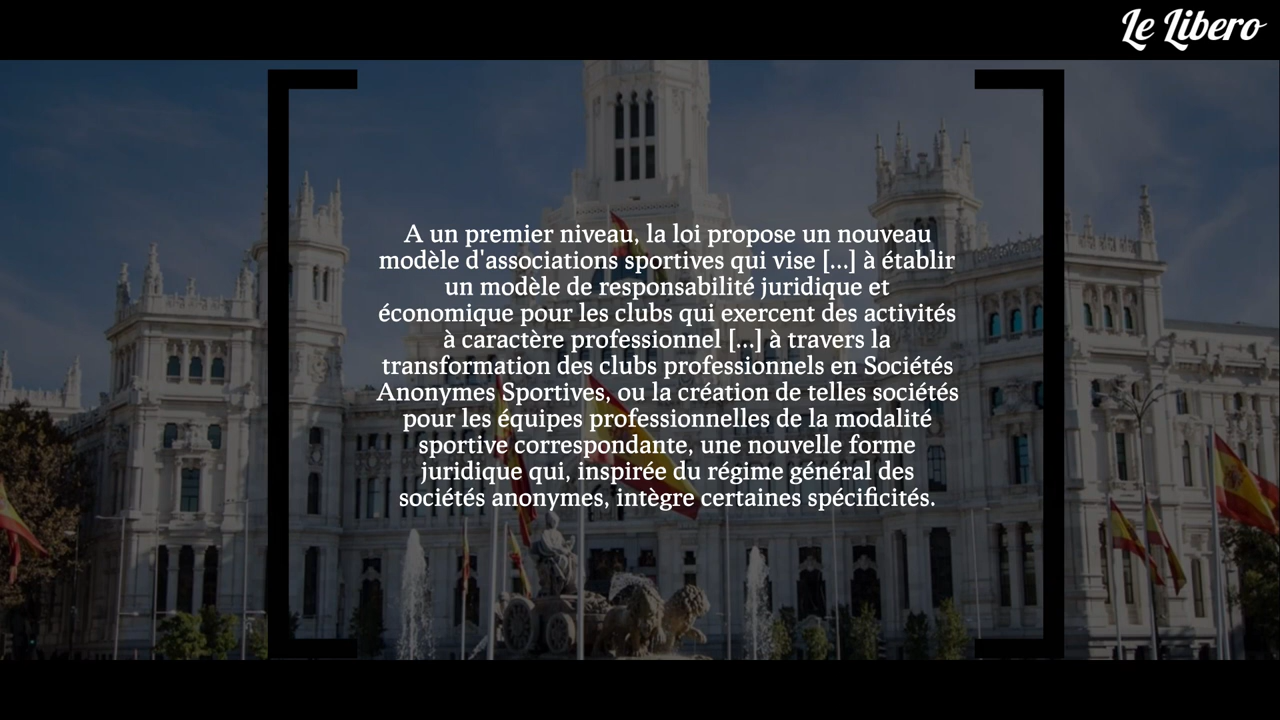 Le Libero
A un premier niveau, la loi propose un nouveau
modèle d'associations sportives qui vise [...] à établir
un modèle de responsabilité juridique et
économique pour les clubs qui exercent des activités
à caractère professionnel [...] à travers la
transformation des clubs professionnels en Sociétés
Anonymes Sportives, ou la création de telles sociétés
pour les équipes professionnelles de la modalité
sportive correspondante, une nouvelle forme
juridique qui, inspirée du régime général des
sociétés anonymes, intègre certaines spécificités.